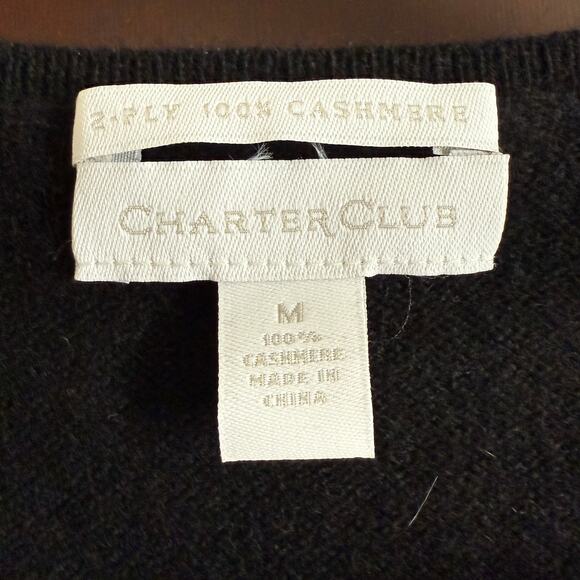 2-PLY 100% CASHMERE
CHARTER CLUB
M
100%
CASHMERE
MADE IN
CHINA